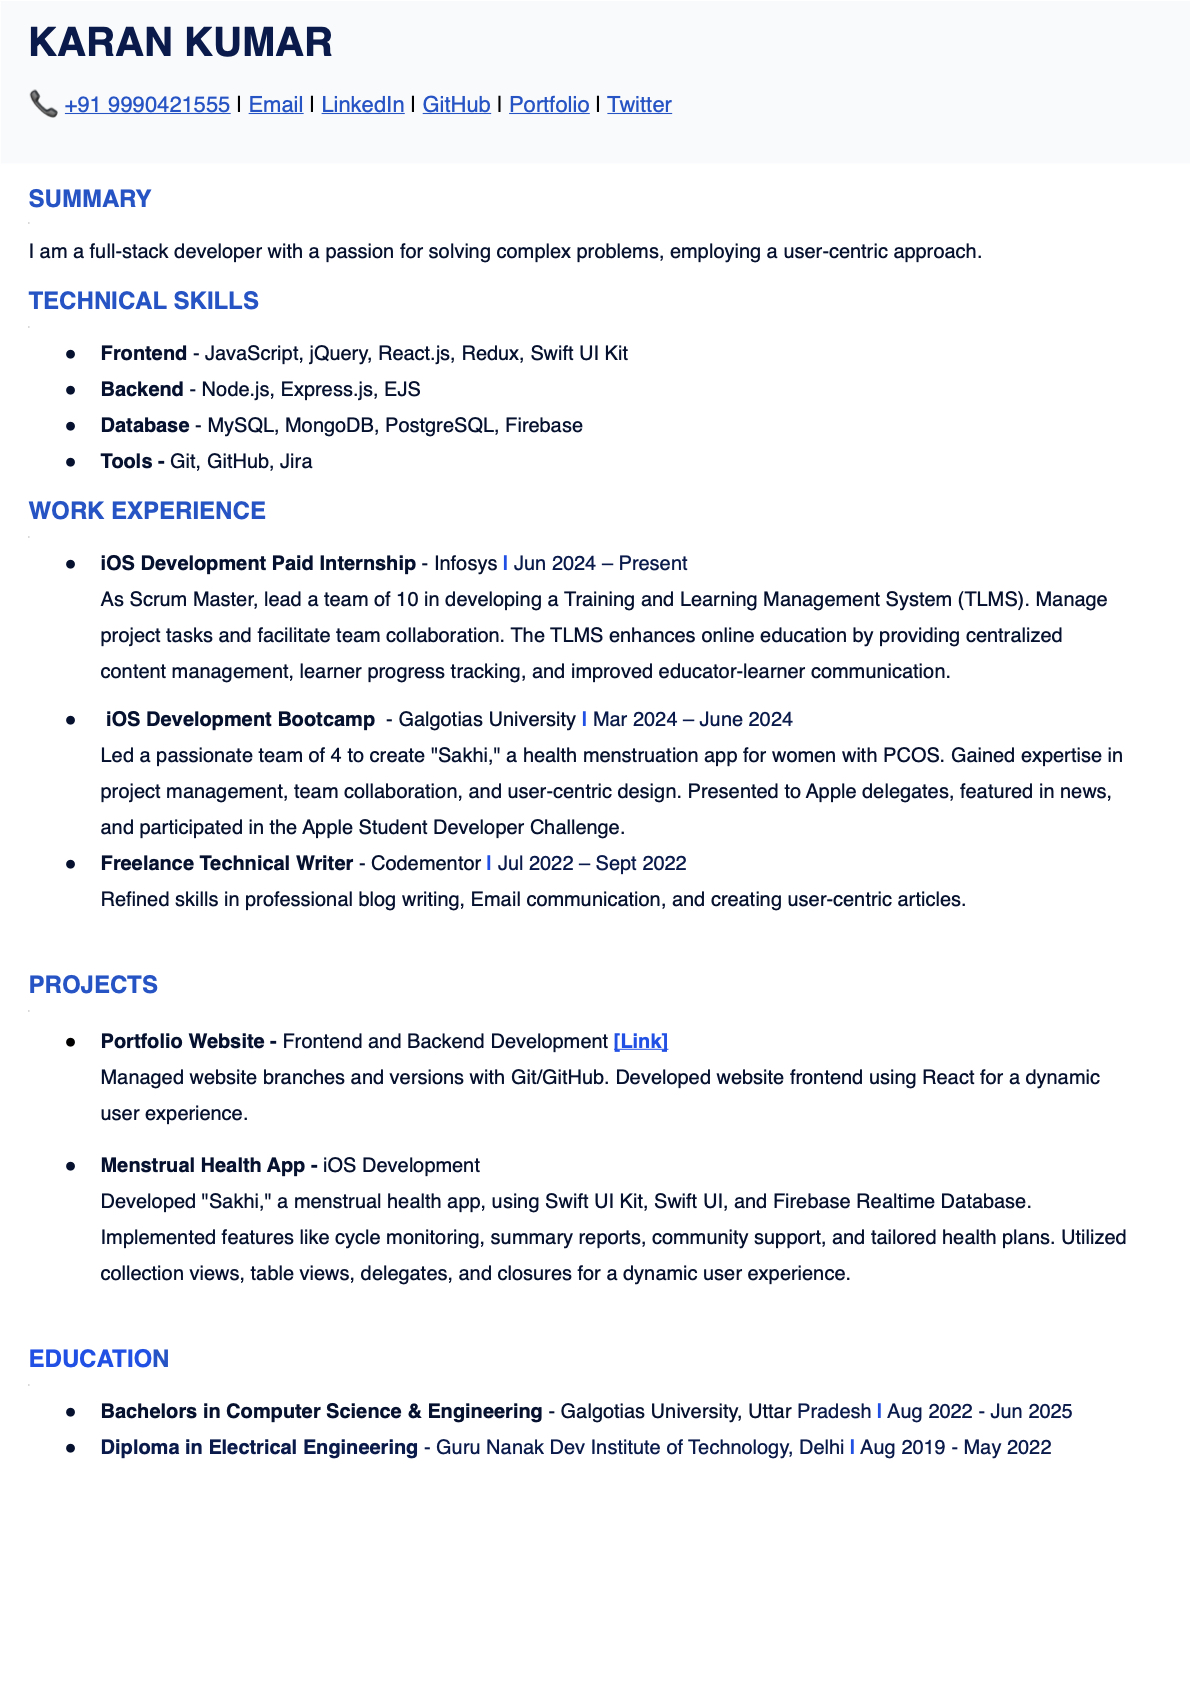 KARAN KUMAR
📞 +91 9990421555 | Email | LinkedIn | GitHub | Portfolio | Twitter
SUMMARY
I am a full-stack developer with a passion for solving complex problems, employing a user-centric approach.
TECHNICAL SKILLS
● Frontend - JavaScript, jQuery, React.js, Redux, Swift UI Kit
● Backend - Node.js, Express.js, EJS
● Database - MySQL, MongoDB, PostgreSQL, Firebase
● Tools - Git, GitHub, Jira
WORK EXPERIENCE
● iOS Development Paid Internship - Infosys | Jun 2024 – Present
As Scrum Master, lead a team of 10 in developing a Training and Learning Management System (TLMS). Manage
project tasks and facilitate team collaboration. The TLMS enhances online education by providing centralized
content management, learner progress tracking, and improved educator-learner communication.
● iOS Development Bootcamp - Galgotias University | Mar 2024 – June 2024
Led a passionate team of 4 to create "Sakhi," a health menstruation app for women with PCOS. Gained expertise in
project management, team collaboration, and user-centric design. Presented to Apple delegates, featured in news,
and participated in the Apple Student Developer Challenge.
● Freelance Technical Writer - Codementor | Jul 2022 – Sept 2022
Refined skills in professional blog writing, Email communication, and creating user-centric articles.
PROJECTS
● Portfolio Website - Frontend and Backend Development [Link]
Managed website branches and versions with Git/GitHub. Developed website frontend using React for a dynamic
user experience.
● Menstrual Health App - iOS Development
Developed "Sakhi," a menstrual health app, using Swift UI Kit, Swift UI, and Firebase Realtime Database.
Implemented features like cycle monitoring, summary reports, community support, and tailored health plans. Utilized
collection views, table views, delegates, and closures for a dynamic user experience.
EDUCATION
● Bachelors in Computer Science & Engineering - Galgotias University, Uttar Pradesh | Aug 2022 - Jun 2025
● Diploma in Electrical Engineering - Guru Nanak Dev Institute of Technology, Delhi | Aug 2019 - May 2022